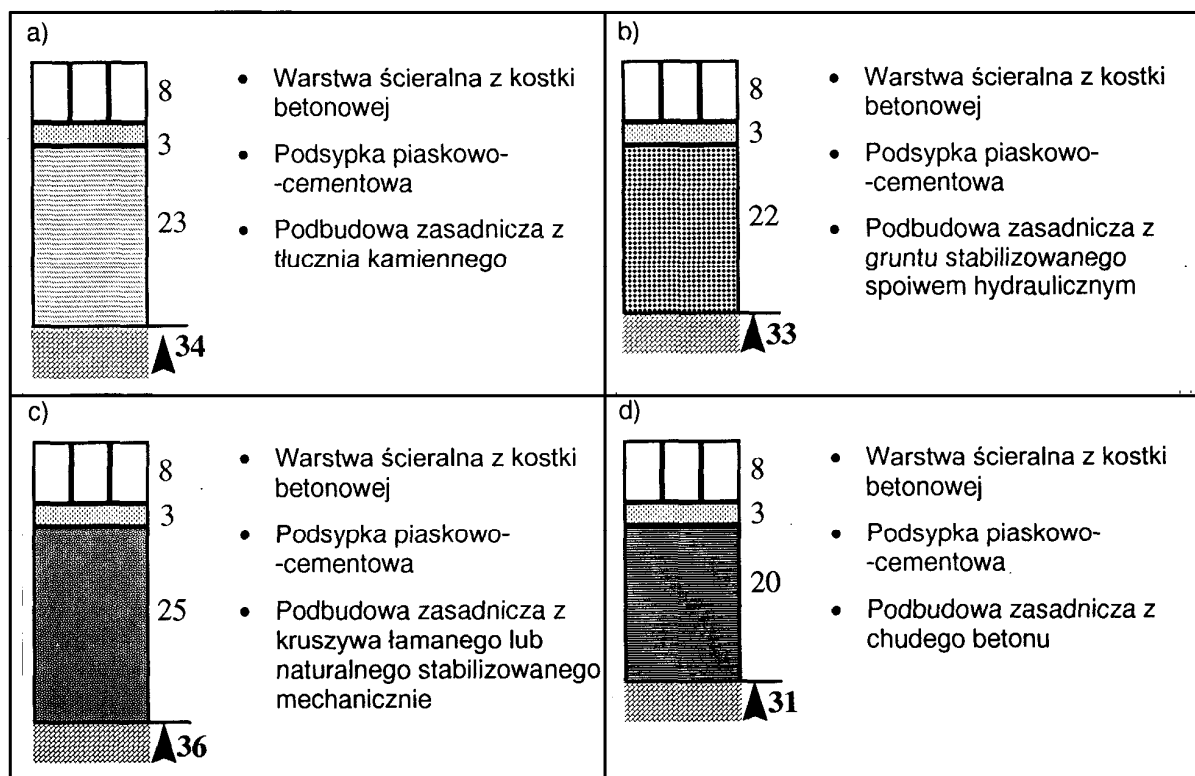 a)
8
3
23
34
• Warstwa ścieralna z kostki
betonowej
• Podsypka piaskowo-
-cementowa
• Podbudowa zasadnicza z
tłucznia kamiennego
b)
8
3
22
33
• Warstwa ścieralna z kostki
betonowej
• Podsypka piaskowo-
-cementowa
• Podbudowa zasadnicza z
gruntu stabilizowanego
spoiwem hydraulicznym
c)
8
3
25
36
• Warstwa ścieralna z kostki
betonowej
• Podsypka piaskowo-
-cementowa
• Podbudowa zasadnicza z
kruszywa łamanego lub
naturalnego stabilizowanego
mechanicznie
d)
8
3
20
31
• Warstwa ścieralna z kostki
betonowej
• Podsypka piaskowo-
-cementowa
• Podbudowa zasadnicza z
chudego betonu